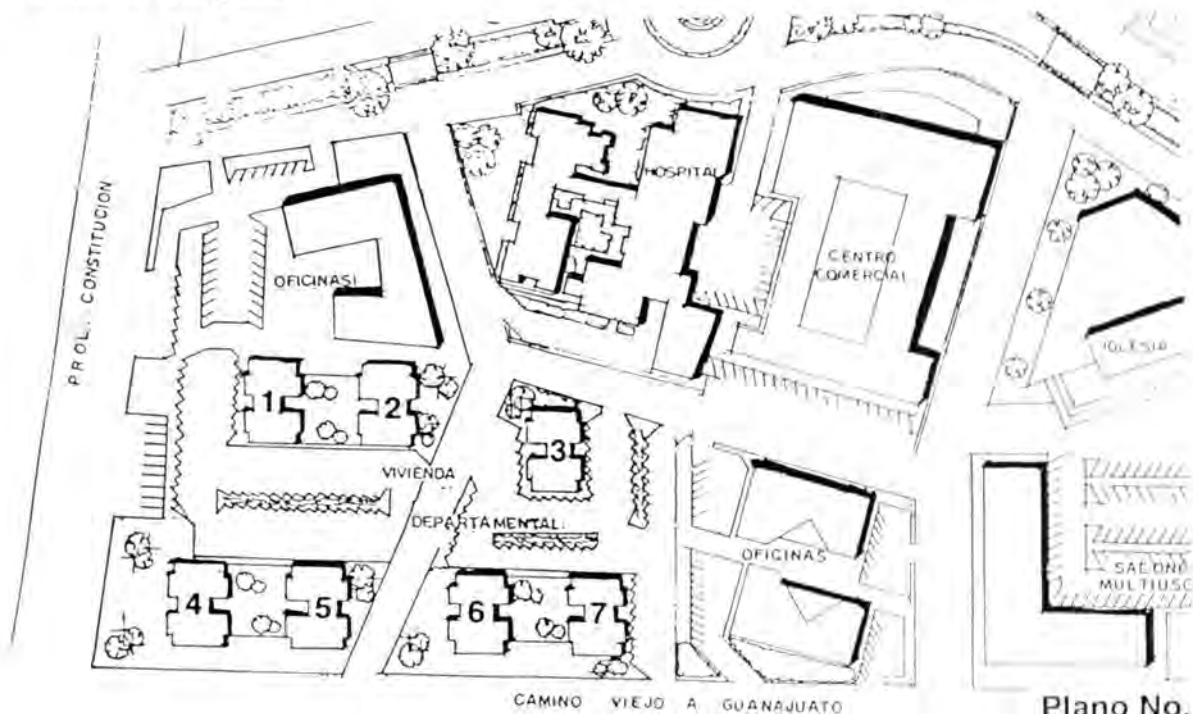 PROL. CONSTITUCION
HOSPITAL
CENTRO
COMERCIAL
OFICINAS
IGLESIA
1
2
3
VIVIENDA
DEPARTAMENTAL
OFICINAS
SALON
MULTIUSO
4
5
6
7
CAMINO VIEJO A GUANAJUATO
Plano No.